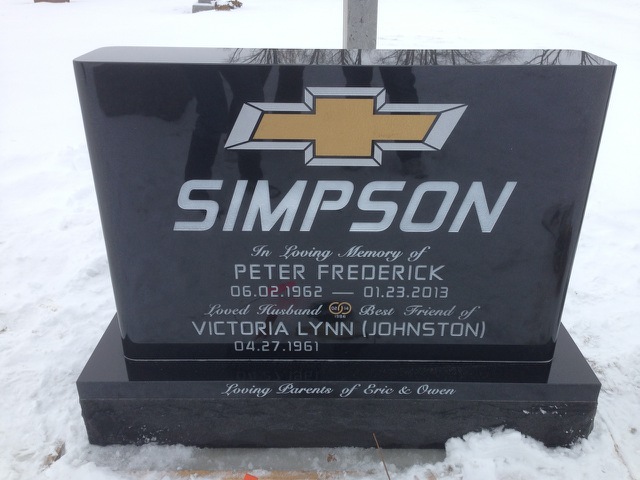 SIMPSON
In Loving Memory of
PETER FREDERICK
06.02.1962 — 01.23.2013
Loved Husband Best Friend of
VICTORIA LYNN (JOHNSTON)
04.27.1961
Loving Parents of Eric & Owen